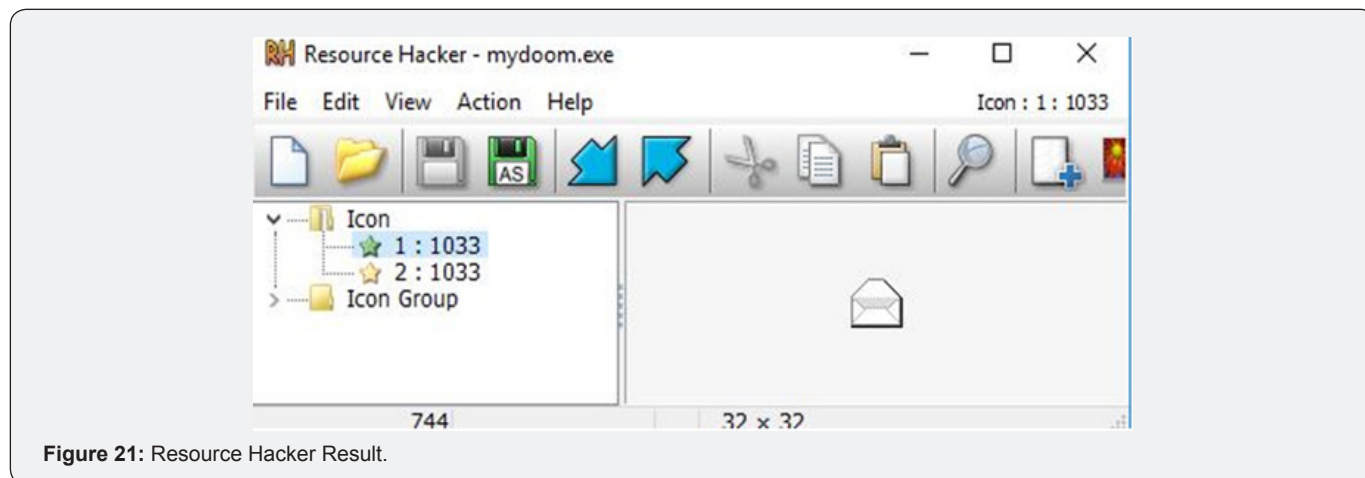 RH Resource Hacker - mydoom.exe
File Edit View Action Help Icon : 1 : 1033
AS
Icon
1 : 1033
2 : 1033
Icon Group
744 32 × 32
Figure 21: Resource Hacker Result.